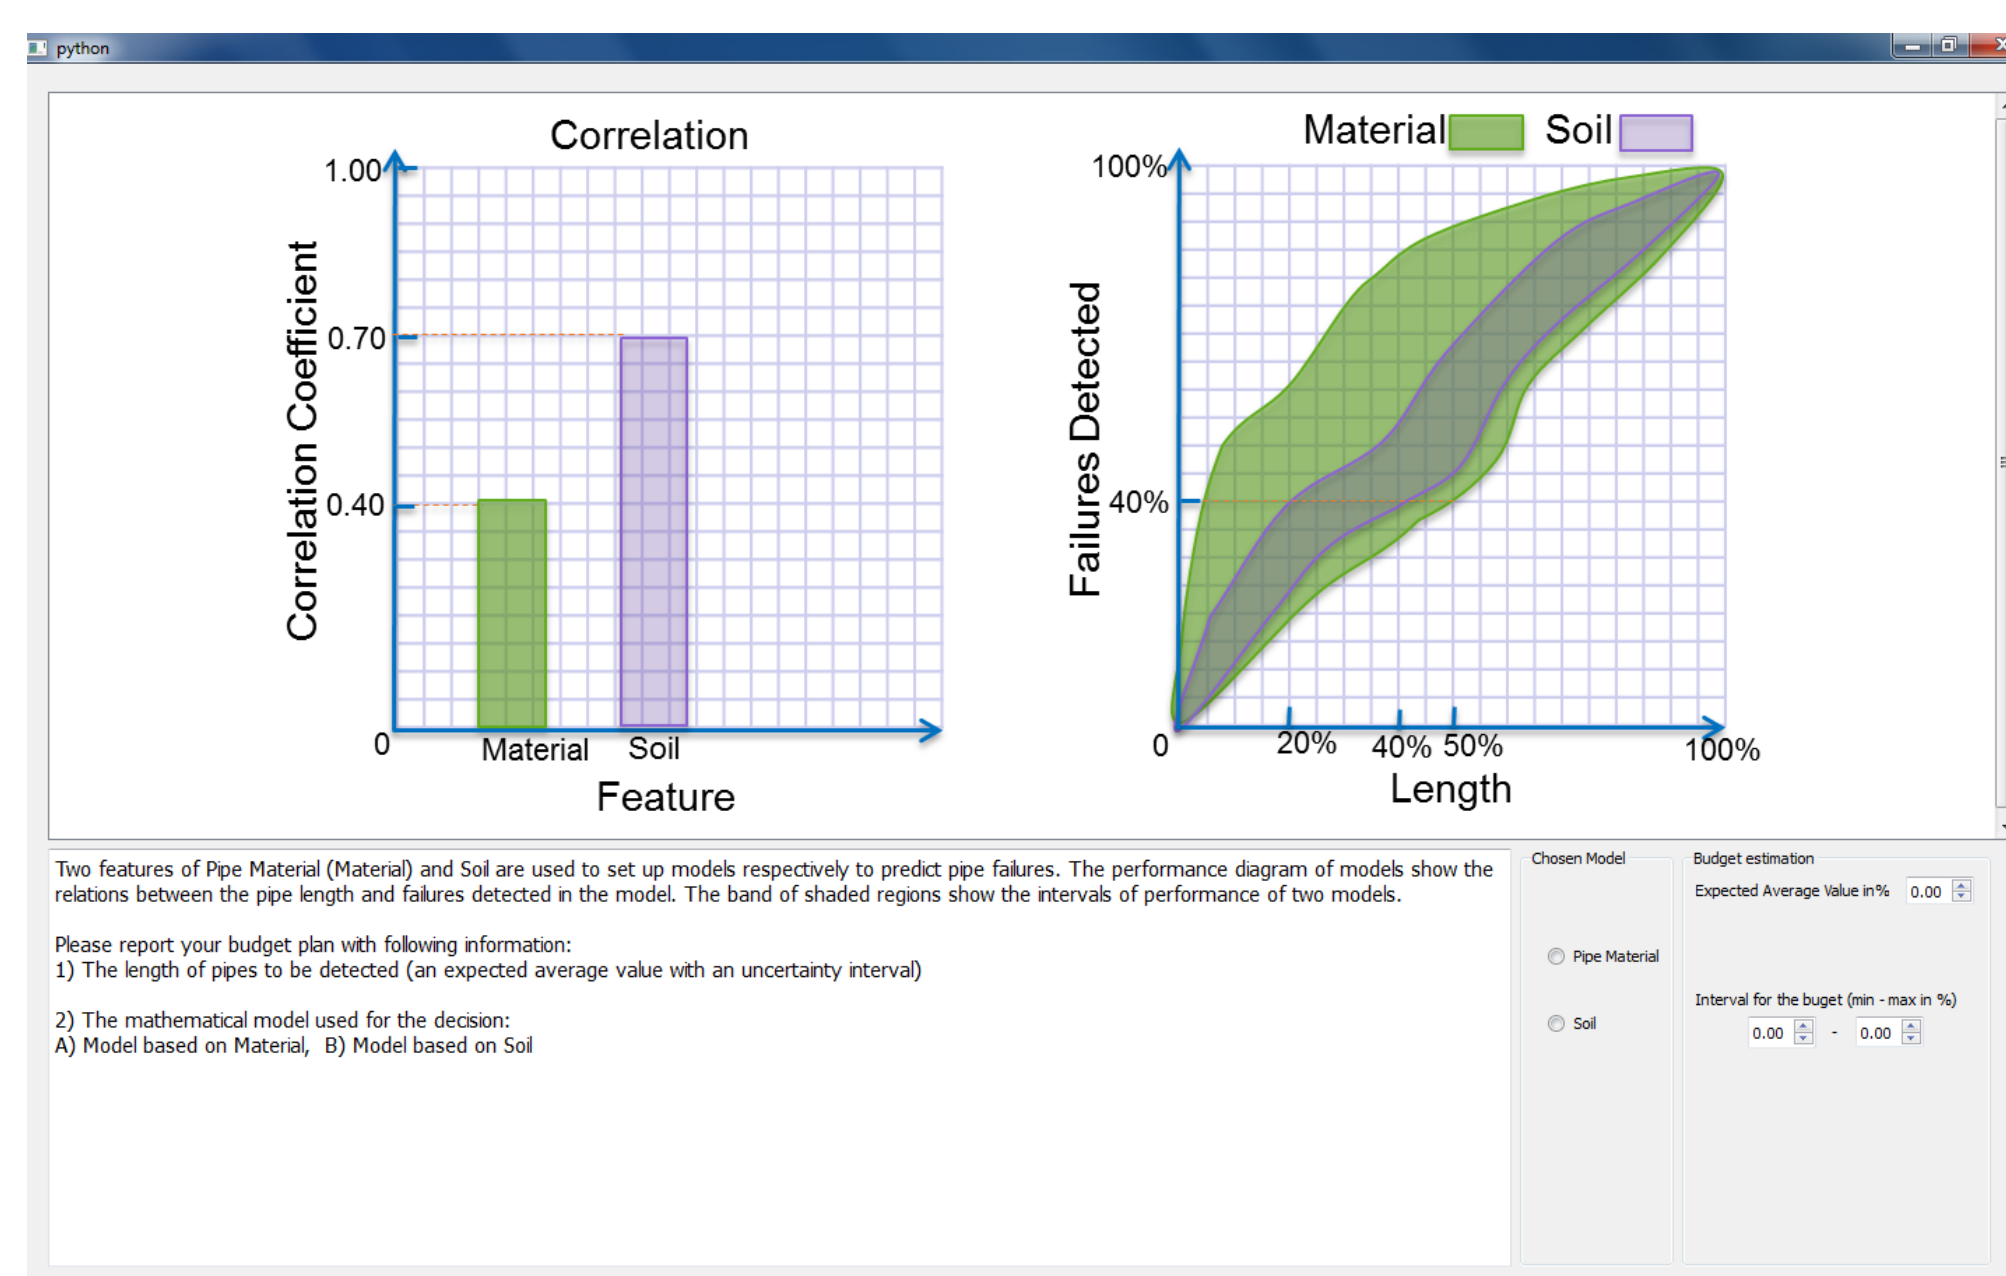 python
Correlation
1.00
0.70
0.40
0
Correlation Coefficient
Material
Soil
Feature
Material
Soil
100%
40%
0
Failures Detected
20%
40%
50%
100%
Length
Two features of Pipe Material (Material) and Soil are used to set up models respectively to predict pipe failures. The performance diagram of models show the
relations between the pipe length and failures detected in the model. The band of shaded regions show the intervals of performance of two models.
Please report your budget plan with following information:
1) The length of pipes to be detected (an expected average value with an uncertainty interval)
2) The mathematical model used for the decision:
A) Model based on Material,  B) Model based on Soil
Chosen Model
Pipe Material
Soil
Budget estimation
Expected Average Value in% 0.00
Interval for the buget (min - max in %)
0.00 - 0.00